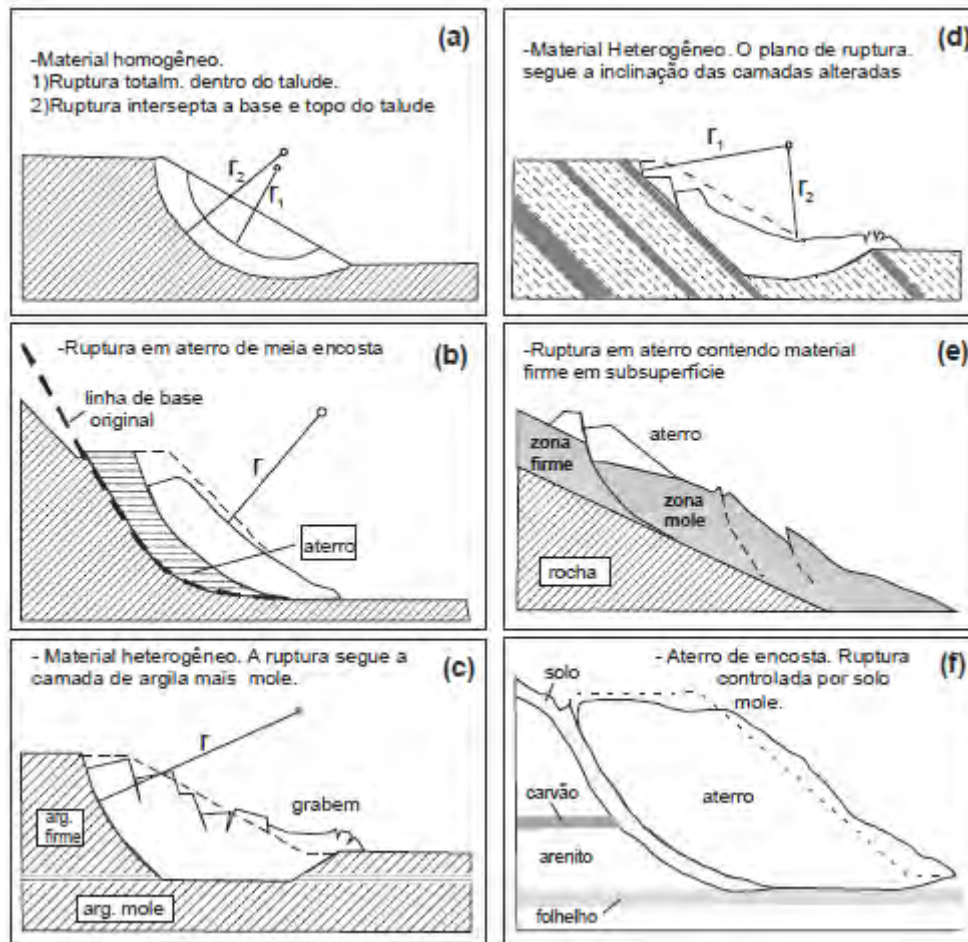 (a)
-Material homogêneo.
1)Ruptura totalm. dentro do talude.
2)Ruptura intersepta a base e topo do talude
r2
r1
(d)
-Material Heterogêneo. O plano de ruptura.
segue a inclinação das camadas alteradas
r1
r2
-Ruptura em aterro de meia encosta
(b)
linha de base
original
r
aterro
-Ruptura em aterro contendo material
firme em subsuperfície
(e)
aterro
zona
firme
zona
mole
rocha
- Material heterogêneo. A ruptura segue a
camada de argila mais mole.
(c)
r
grabem
arg.
firme
arg. mole
- Aterro de encosta. Ruptura
controlada por solo
mole.
(f)
solo
carvão
aterro
arenito
folhelho